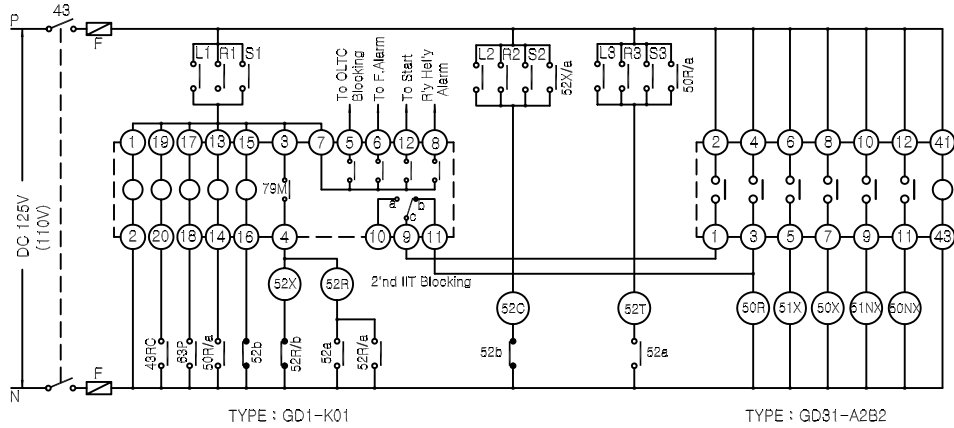 43
P
F
L1 R1 S1
L2 R2 S2 52X/a
L3 R3 S3 50R/a
To OLTC
Blooking
To F.Alarm
To Start
R'y Hel'y
Alarm
DC 125V
(110V)
1 19 17 13 15 3 7 5 6 12 8
2 4 6 8 10 12 41
79M
a b
c
2 20 18 14 16 4 10 9 11
1 3 5 7 9 11 43
2'nd IIT Blooking
52X 52R
52C
52T
50R 51X 50X 51NX 50NX
43RC 63P 50R/a 52b 52R/b 52a 52R/a
52b
52a
F
N
TYPE : GD1-K01
TYPE : GD31-A2B2